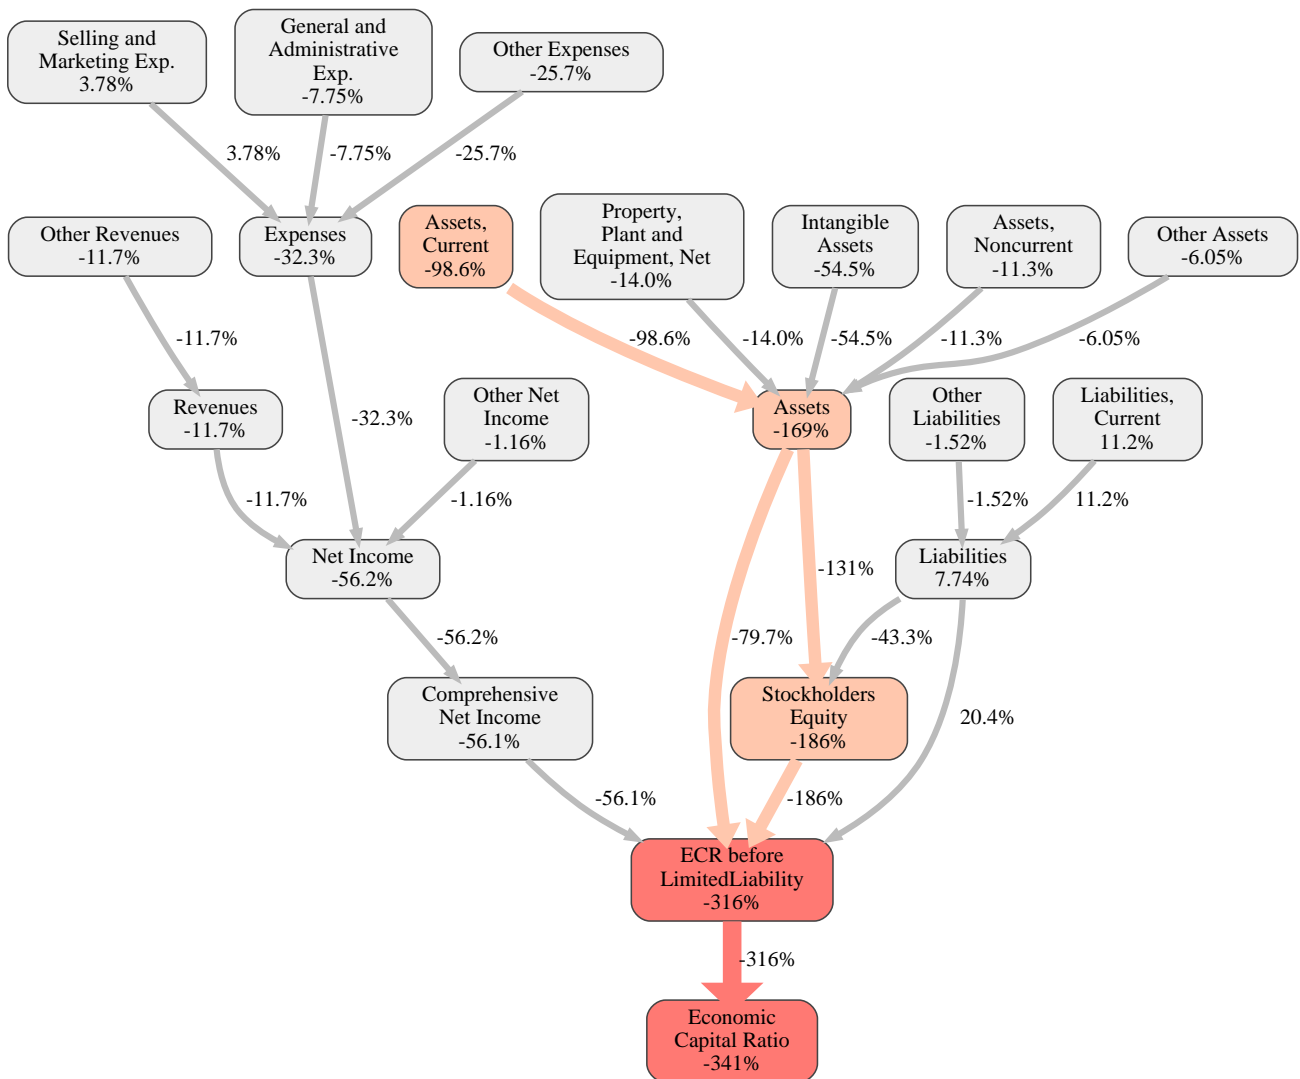 Selling and
Marketing Exp.
3.78%
General and
Administrative
Exp.
-7.75%
Other Expenses
-25.7%
3.78%
-7.75%
-25.7%
Other Revenues
-11.7%
Expenses
-32.3%
Assets,
Current
-98.6%
Property,
Plant and
Equipment, Net
-14.0%
Intangible
Assets
-54.5%
Assets,
Noncurrent
-11.3%
Other Assets
-6.05%
-11.7%
-98.6%
-14.0%
-54.5%
-11.3%
-6.05%
Revenues
-11.7%
-32.3%
Other Net
Income
-1.16%
Assets
-169%
Other
Liabilities
-1.52%
Liabilities,
Current
11.2%
-11.7%
-1.16%
-1.52%
11.2%
Net Income
-56.2%
-131%
Liabilities
7.74%
-56.2%
-79.7%
-43.3%
Comprehensive
Net Income
-56.1%
Stockholders
Equity
-186%
20.4%
-56.1%
-186%
ECR before
LimitedLiability
-316%
-316%
Economic
Capital Ratio
-341%